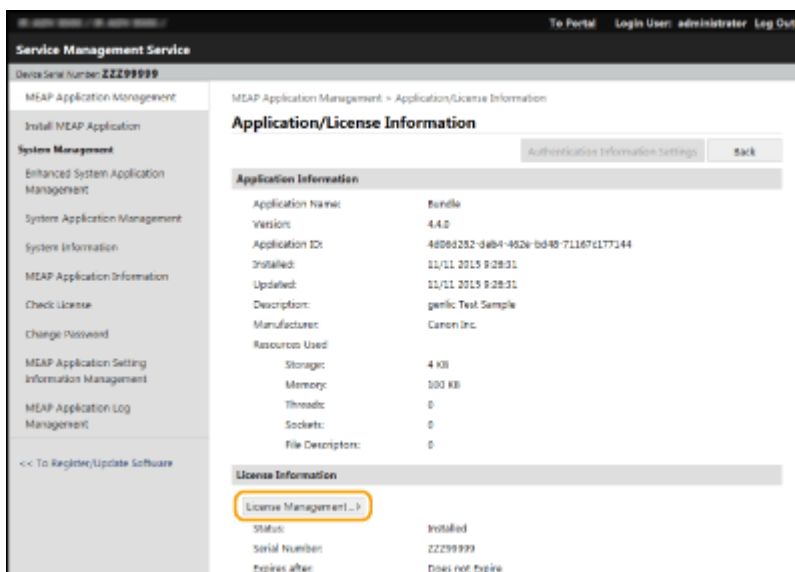 To Portal Login User: administrator Log Out
Service Management Service
Device Serial Number: ZZZ99999
MEAP Application Management
Install MEAP Application
System Management
Enhanced System Application
Management
System Application Management
System Information
MEAP Application Information
Check License
Change Password
MEAP Application Setting
Information Management
MEAP Application Log
Management
<< To Register/Update Software
MEAP Application Management > Application/License Information
Application/License Information
Authentication Information Settings Back
Application Information
Application Name: Bundle
Version: 4.4.0
Application ID: 4d06d282-deb4-462e-bd48-71167c177144
Installed: 11/11 2015 9:28:31
Updated: 11/11 2015 9:28:31
Description: genlic Test Sample
Manufacturer: Canon Inc.
Resources Used
Storage: 4 KB
Memory: 100 KB
Threads: 0
Sockets: 0
File Descriptors: 0
License Information
License Management...
Status: Installed
Serial Number: ZZZ99999
Expires after: Does not Expire